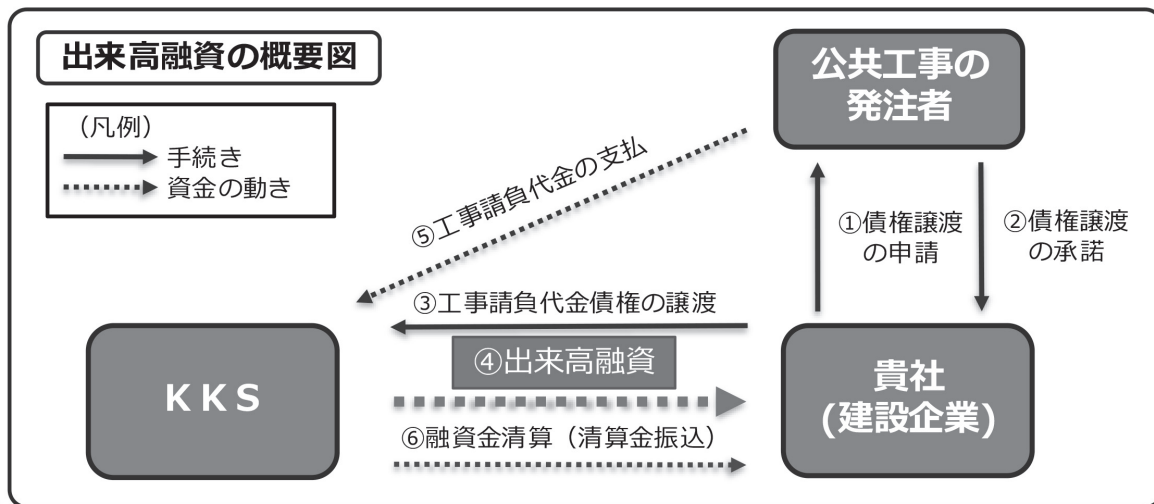 出来高融資の概要図
(凡例)
手続き
資金の動き
公共工事の
発注者
⑤工事請負代金の支払
①債権譲渡
の申請
②債権譲渡
の承諾
③工事請負代金債権の譲渡
④出来高融資
⑥融資金清算（清算金振込）
KKS
貴社
(建設企業)